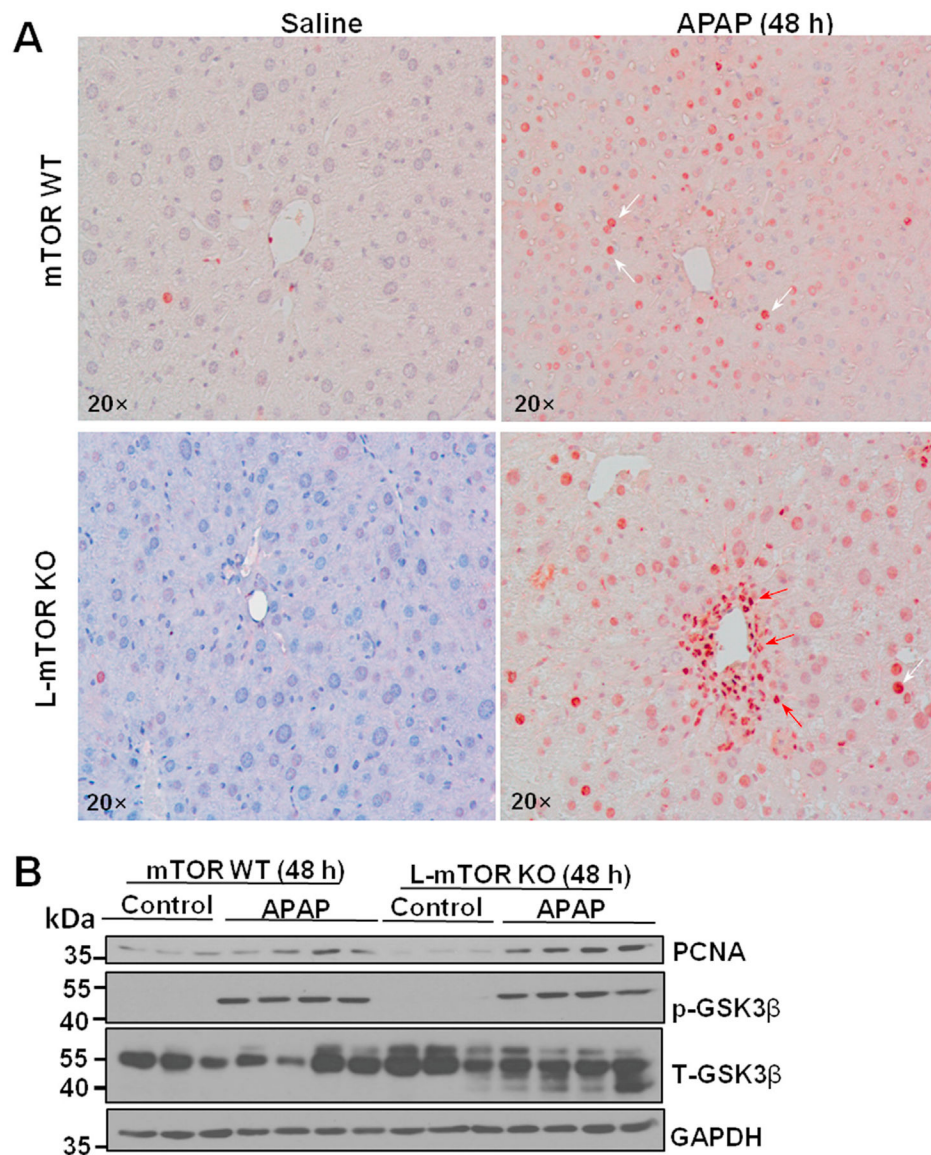 A
Saline
APAP (48 h)
mTOR WT
20×
L-mTOR KO
20×
20×
B
mTOR WT (48 h)
L-mTOR KO (48 h)
kDa
Control
APAP
Control
APAP
35
PCNA
55
40
p-GSK3β
55
40
T-GSK3β
35
GAPDH